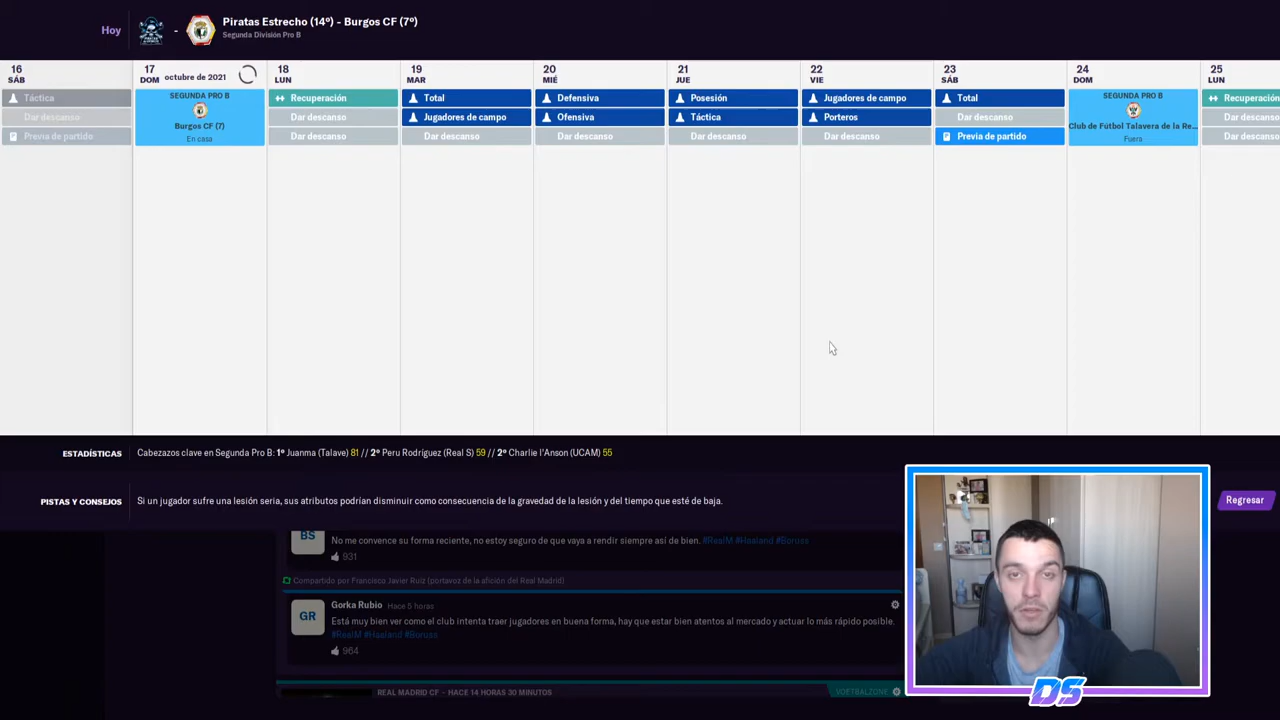 Hoy
Piratas Estrecho (14º) - Burgos CF (7º)
Segunda División Pro B
16
SÁB
17
DOM octubre de 2021
18
LUN
19
MAR
20
MIÉ
21
JUE
22
VIE
23
SÁB
24
DOM
25
LUN
Táctica
Dar descanso
Previa de partido
SEGUNDA PRO B
Burgos CF (7)
En casa
Recuperación
Dar descanso
Dar descanso
Total
Jugadores de campo
Dar descanso
Defensiva
Ofensiva
Dar descanso
Posesión
Táctica
Dar descanso
Jugadores de campo
Porteros
Dar descanso
Total
Dar descanso
Previa de partido
SEGUNDA PRO B
Club de Fútbol Talavera de la Re...
Fuera
Recuperación
Dar descanso
Dar descanso
ESTADÍSTICAS
Cabezazos clave en Segunda Pro B: 1º Juanma (Talave) 81 // 2º Peru Rodríguez (Real S) 59 // 2º Charlie l'Anson (UCAM) 55
PISTAS Y CONSEJOS
Si un jugador sufre una lesión seria, sus atributos podrían disminuir como consecuencia de la gravedad de la lesión y del tiempo que esté de baja.
Regresar
BS
No me convence su forma reciente, no estoy seguro de que vaya a rendir siempre así de bien. #RealM #Haaland #Boruss
931
Compartido por Francisco Javier Ruiz (portavoz de la afición del Real Madrid)
GR
Gorka Rubio Hace 5 horas
Está muy bien ver como el club intenta traer jugadores en buena forma, hay que estar bien atentos al mercado y actuar lo más rápido posible.
#RealM #Haaland #Boruss
964
REAL MADRID CF - HACE 14 HORAS 30 MINUTOS
VOETBALZONE
DS